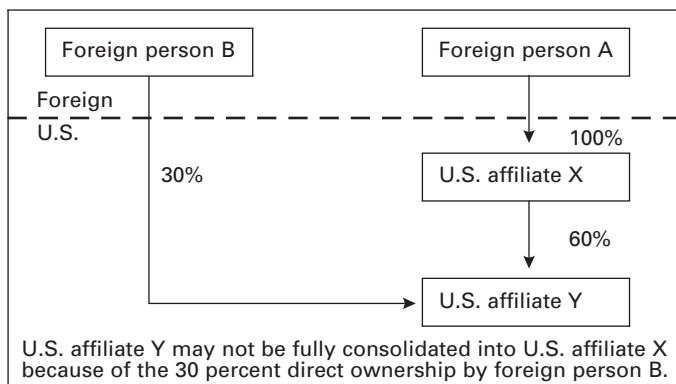 Foreign person B
Foreign person A
Foreign
U.S.
100%
30%
U.S. affiliate X
60%
U.S. affiliate Y
U.S. affiliate Y may not be fully consolidated into U.S. affiliate X
because of the 30 percent direct ownership by foreign person B.